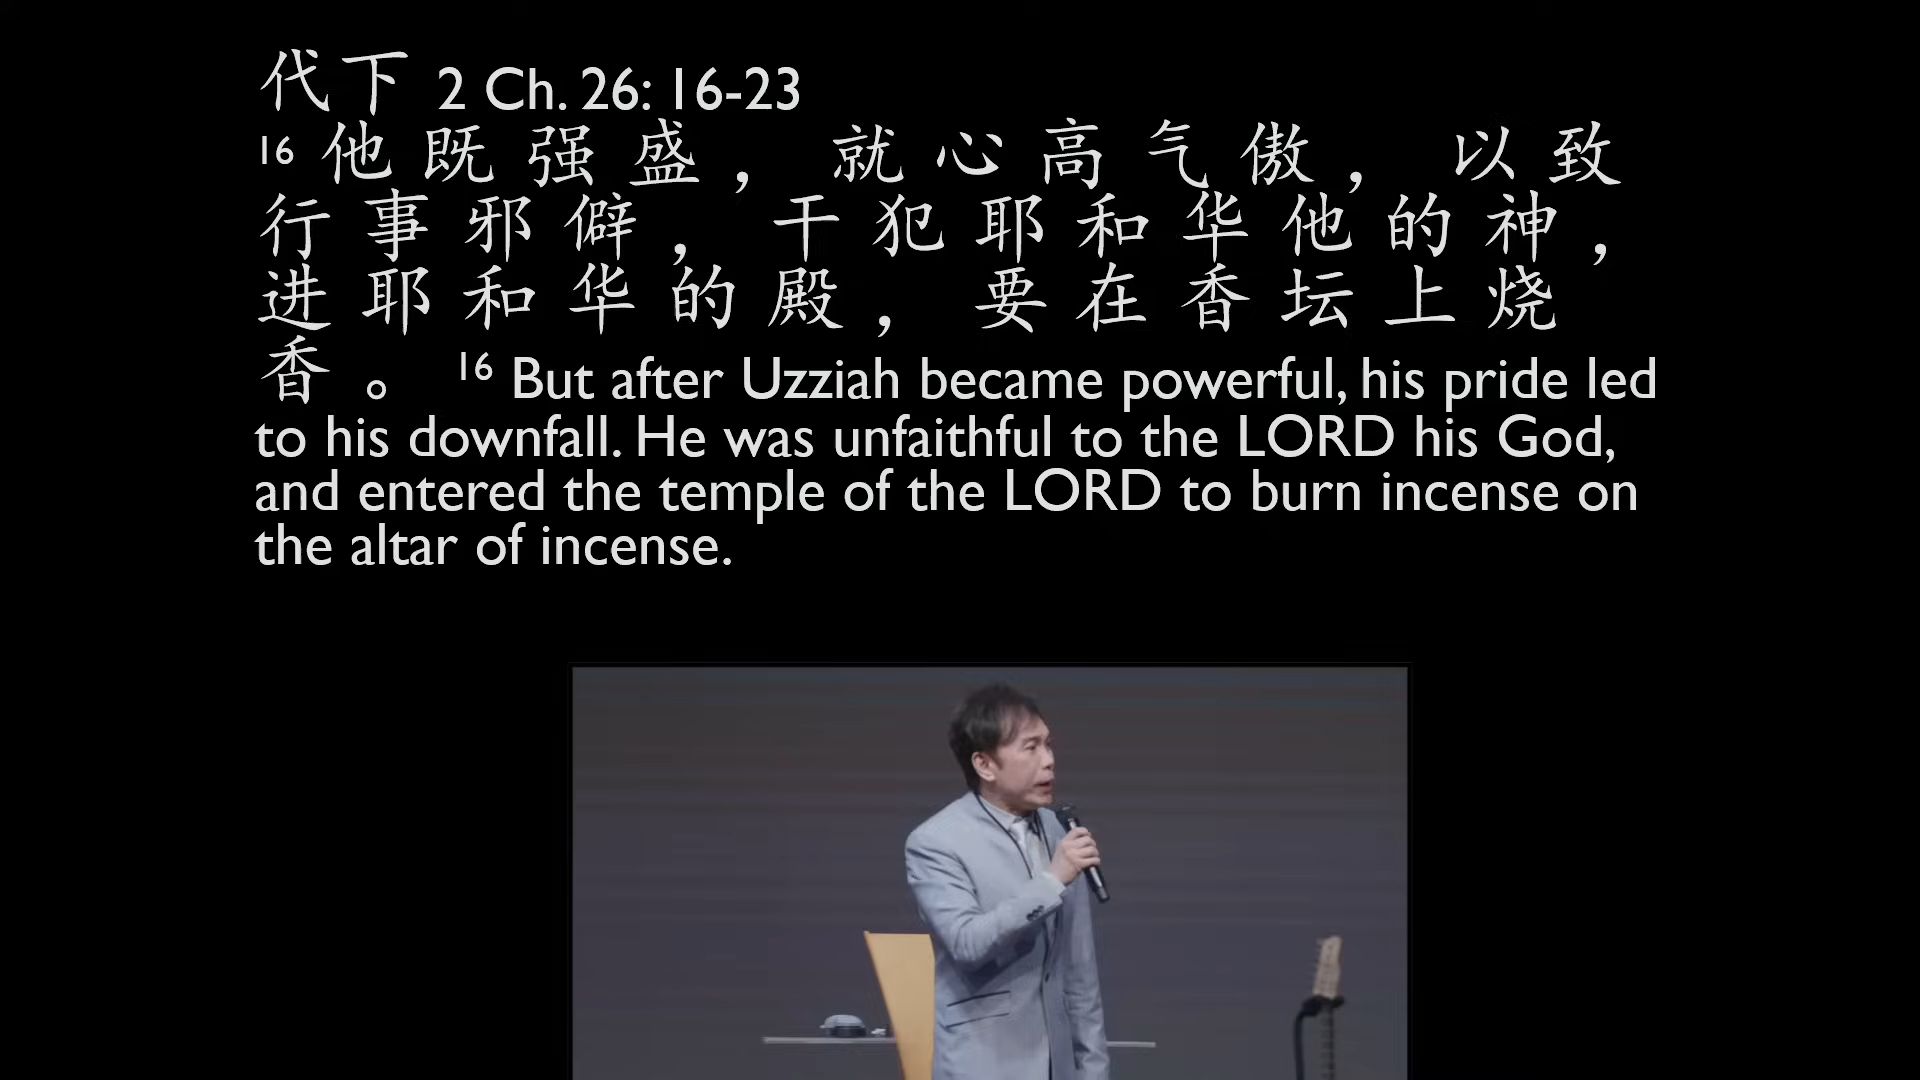 代下 2 Ch. 26: 16-23
16 他既强盛，就心高气傲，以致
行事邪僻，干犯耶和华他的神，
进耶和华的殿，要在香坛上烧
香。 16 But after Uzziah became powerful, his pride led
to his downfall. He was unfaithful to the LORD his God,
and entered the temple of the LORD to burn incense on
the altar of incense.